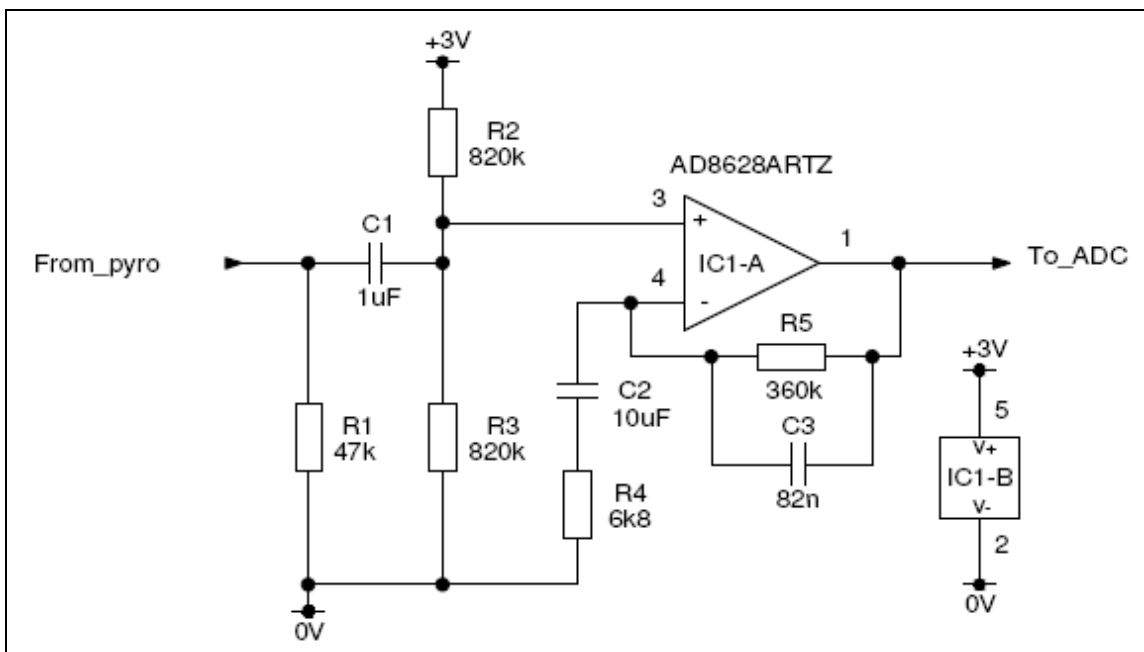 +3V
R2
820k
AD8628ARTZ
C1
3
+
1
From_pyro
IC1-A
To_ADC
1uF
4
-
R5
+3V
C2
360k
5
10uF
R1
R3
C3
V+
47k
820k
IC1-B
R4
82n
V-
6k8
2
0V
0V